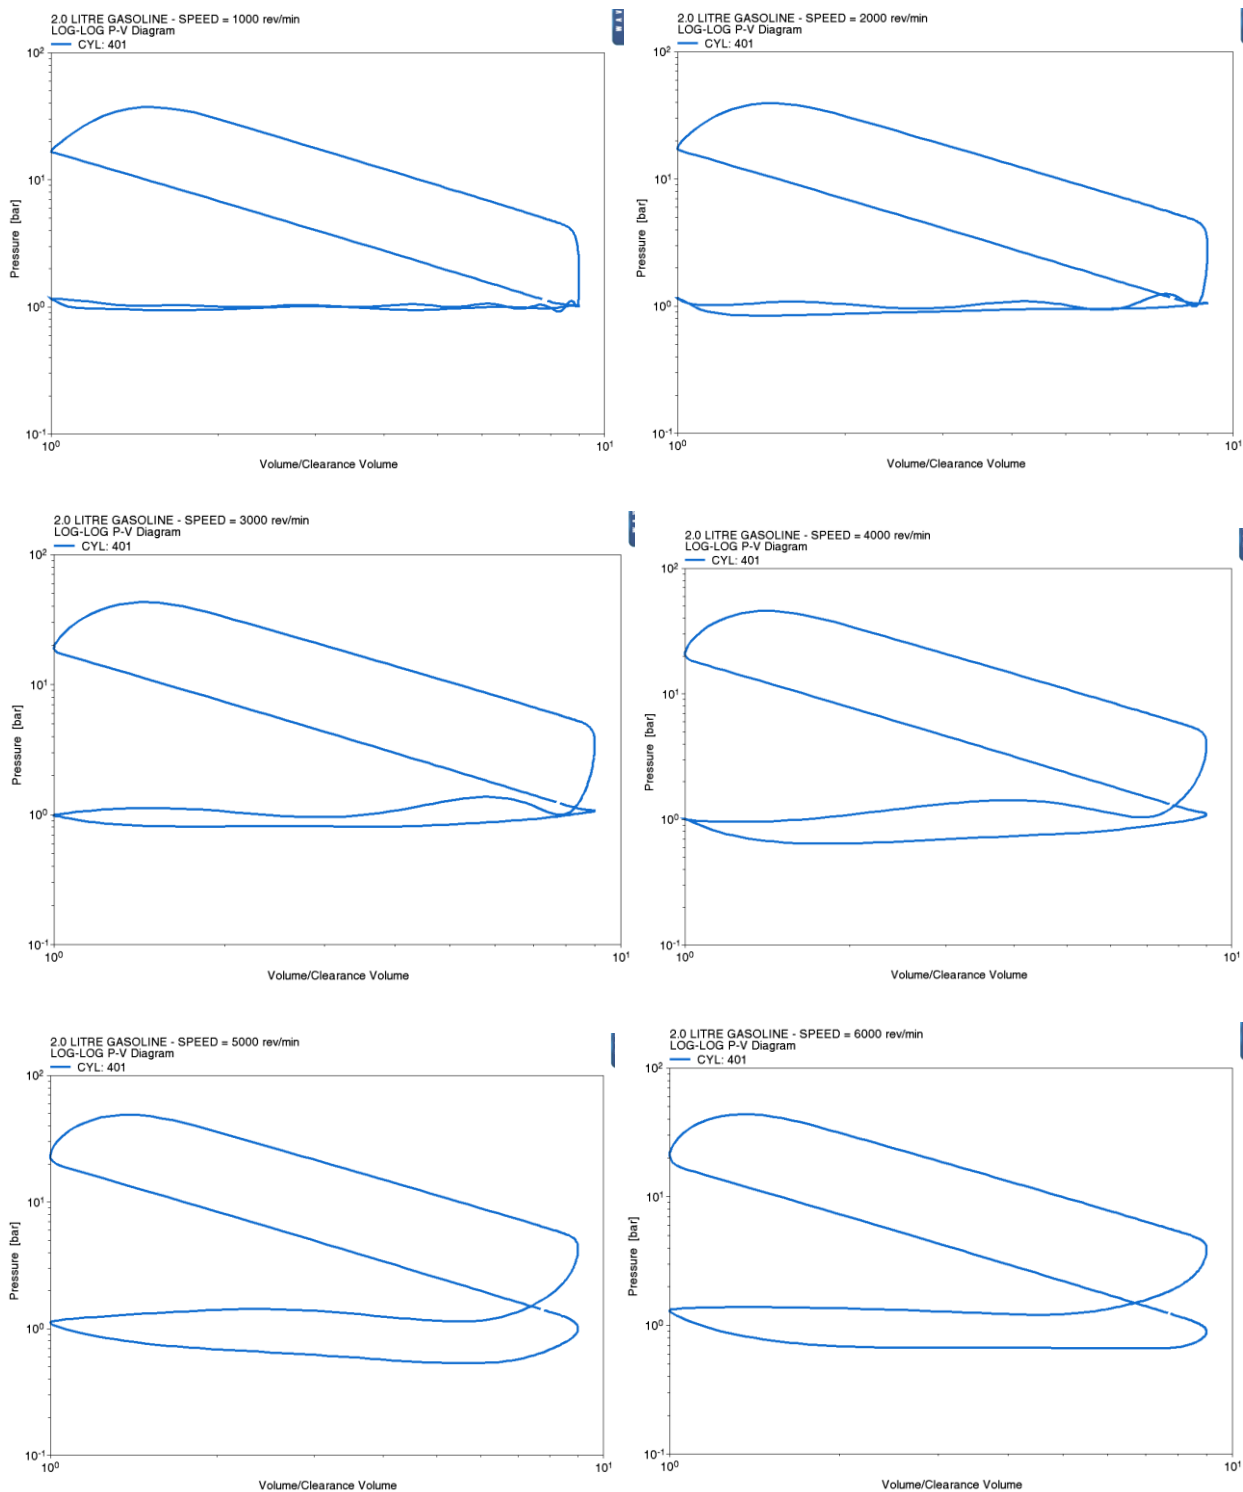 2.0 LITRE GASOLINE - SPEED = 1000 rev/min
LOG-LOG P-V Diagram
CYL: 401
10²
10¹
10⁰
10⁻¹
Pressure [bar]
10⁰
10¹
Volume/Clearance Volume
W A V
2.0 LITRE GASOLINE - SPEED = 2000 rev/min
LOG-LOG P-V Diagram
CYL: 401
10²
10¹
10⁰
10⁻¹
Pressure [bar]
10⁰
10¹
Volume/Clearance Volume
2.0 LITRE GASOLINE - SPEED = 3000 rev/min
LOG-LOG P-V Diagram
CYL: 401
10²
10¹
10⁰
10⁻¹
Pressure [bar]
10⁰
10¹
Volume/Clearance Volume
2.0 LITRE GASOLINE - SPEED = 4000 rev/min
LOG-LOG P-V Diagram
CYL: 401
10²
10¹
10⁰
10⁻¹
Pressure [bar]
10⁰
10¹
Volume/Clearance Volume
2.0 LITRE GASOLINE - SPEED = 5000 rev/min
LOG-LOG P-V Diagram
CYL: 401
10²
10¹
10⁰
10⁻¹
Pressure [bar]
10⁰
10¹
Volume/Clearance Volume
2.0 LITRE GASOLINE - SPEED = 6000 rev/min
LOG-LOG P-V Diagram
CYL: 401
10²
10¹
10⁰
10⁻¹
Pressure [bar]
10⁰
10¹
Volume/Clearance Volume